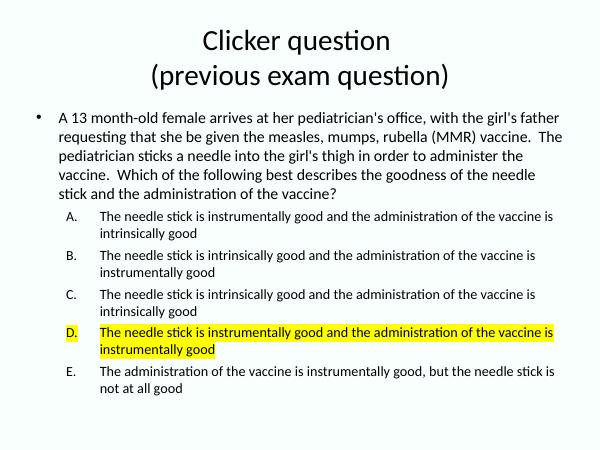 Clicker question
(previous exam question)
• A 13 month-old female arrives at her pediatrician's office, with the girl's father
requesting that she be given the measles, mumps, rubella (MMR) vaccine.  The
pediatrician sticks a needle into the girl's thigh in order to administer the
vaccine.  Which of the following best describes the goodness of the needle
stick and the administration of the vaccine?
A. The needle stick is instrumentally good and the administration of the vaccine is
intrinsically good
B. The needle stick is intrinsically good and the administration of the vaccine is
instrumentally good
C. The needle stick is intrinsically good and the administration of the vaccine is
intrinsically good
D. The needle stick is instrumentally good and the administration of the vaccine is
instrumentally good
E. The administration of the vaccine is instrumentally good, but the needle stick is
not at all good